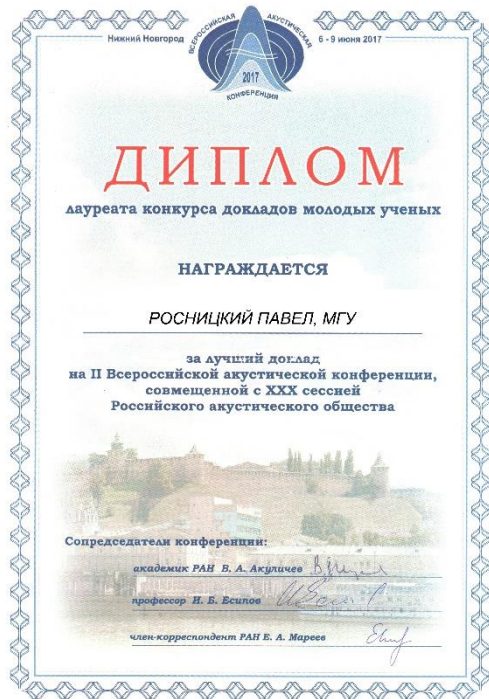 Нижний Новгород
ВСЕРОССИЙСКАЯ АКУСТИЧЕСКАЯ
2017
КОНФЕРЕНЦИЯ
6 - 9 июня 2017
ДИПЛОМ
лауреата конкурса докладов молодых ученых
НАГРАЖДАЕТСЯ
РОСНИЦКИЙ ПАВЕЛ, МГУ
за лучший доклад
на II Всероссийской акустической конференции,
совмещенной с XXX сессией
Российского акустического общества
Сопредседатели конференции:
академик РАН В. А. Акуличев
профессор И. Б. Есипов
член-корреспондент РАН Е. А. Мареев